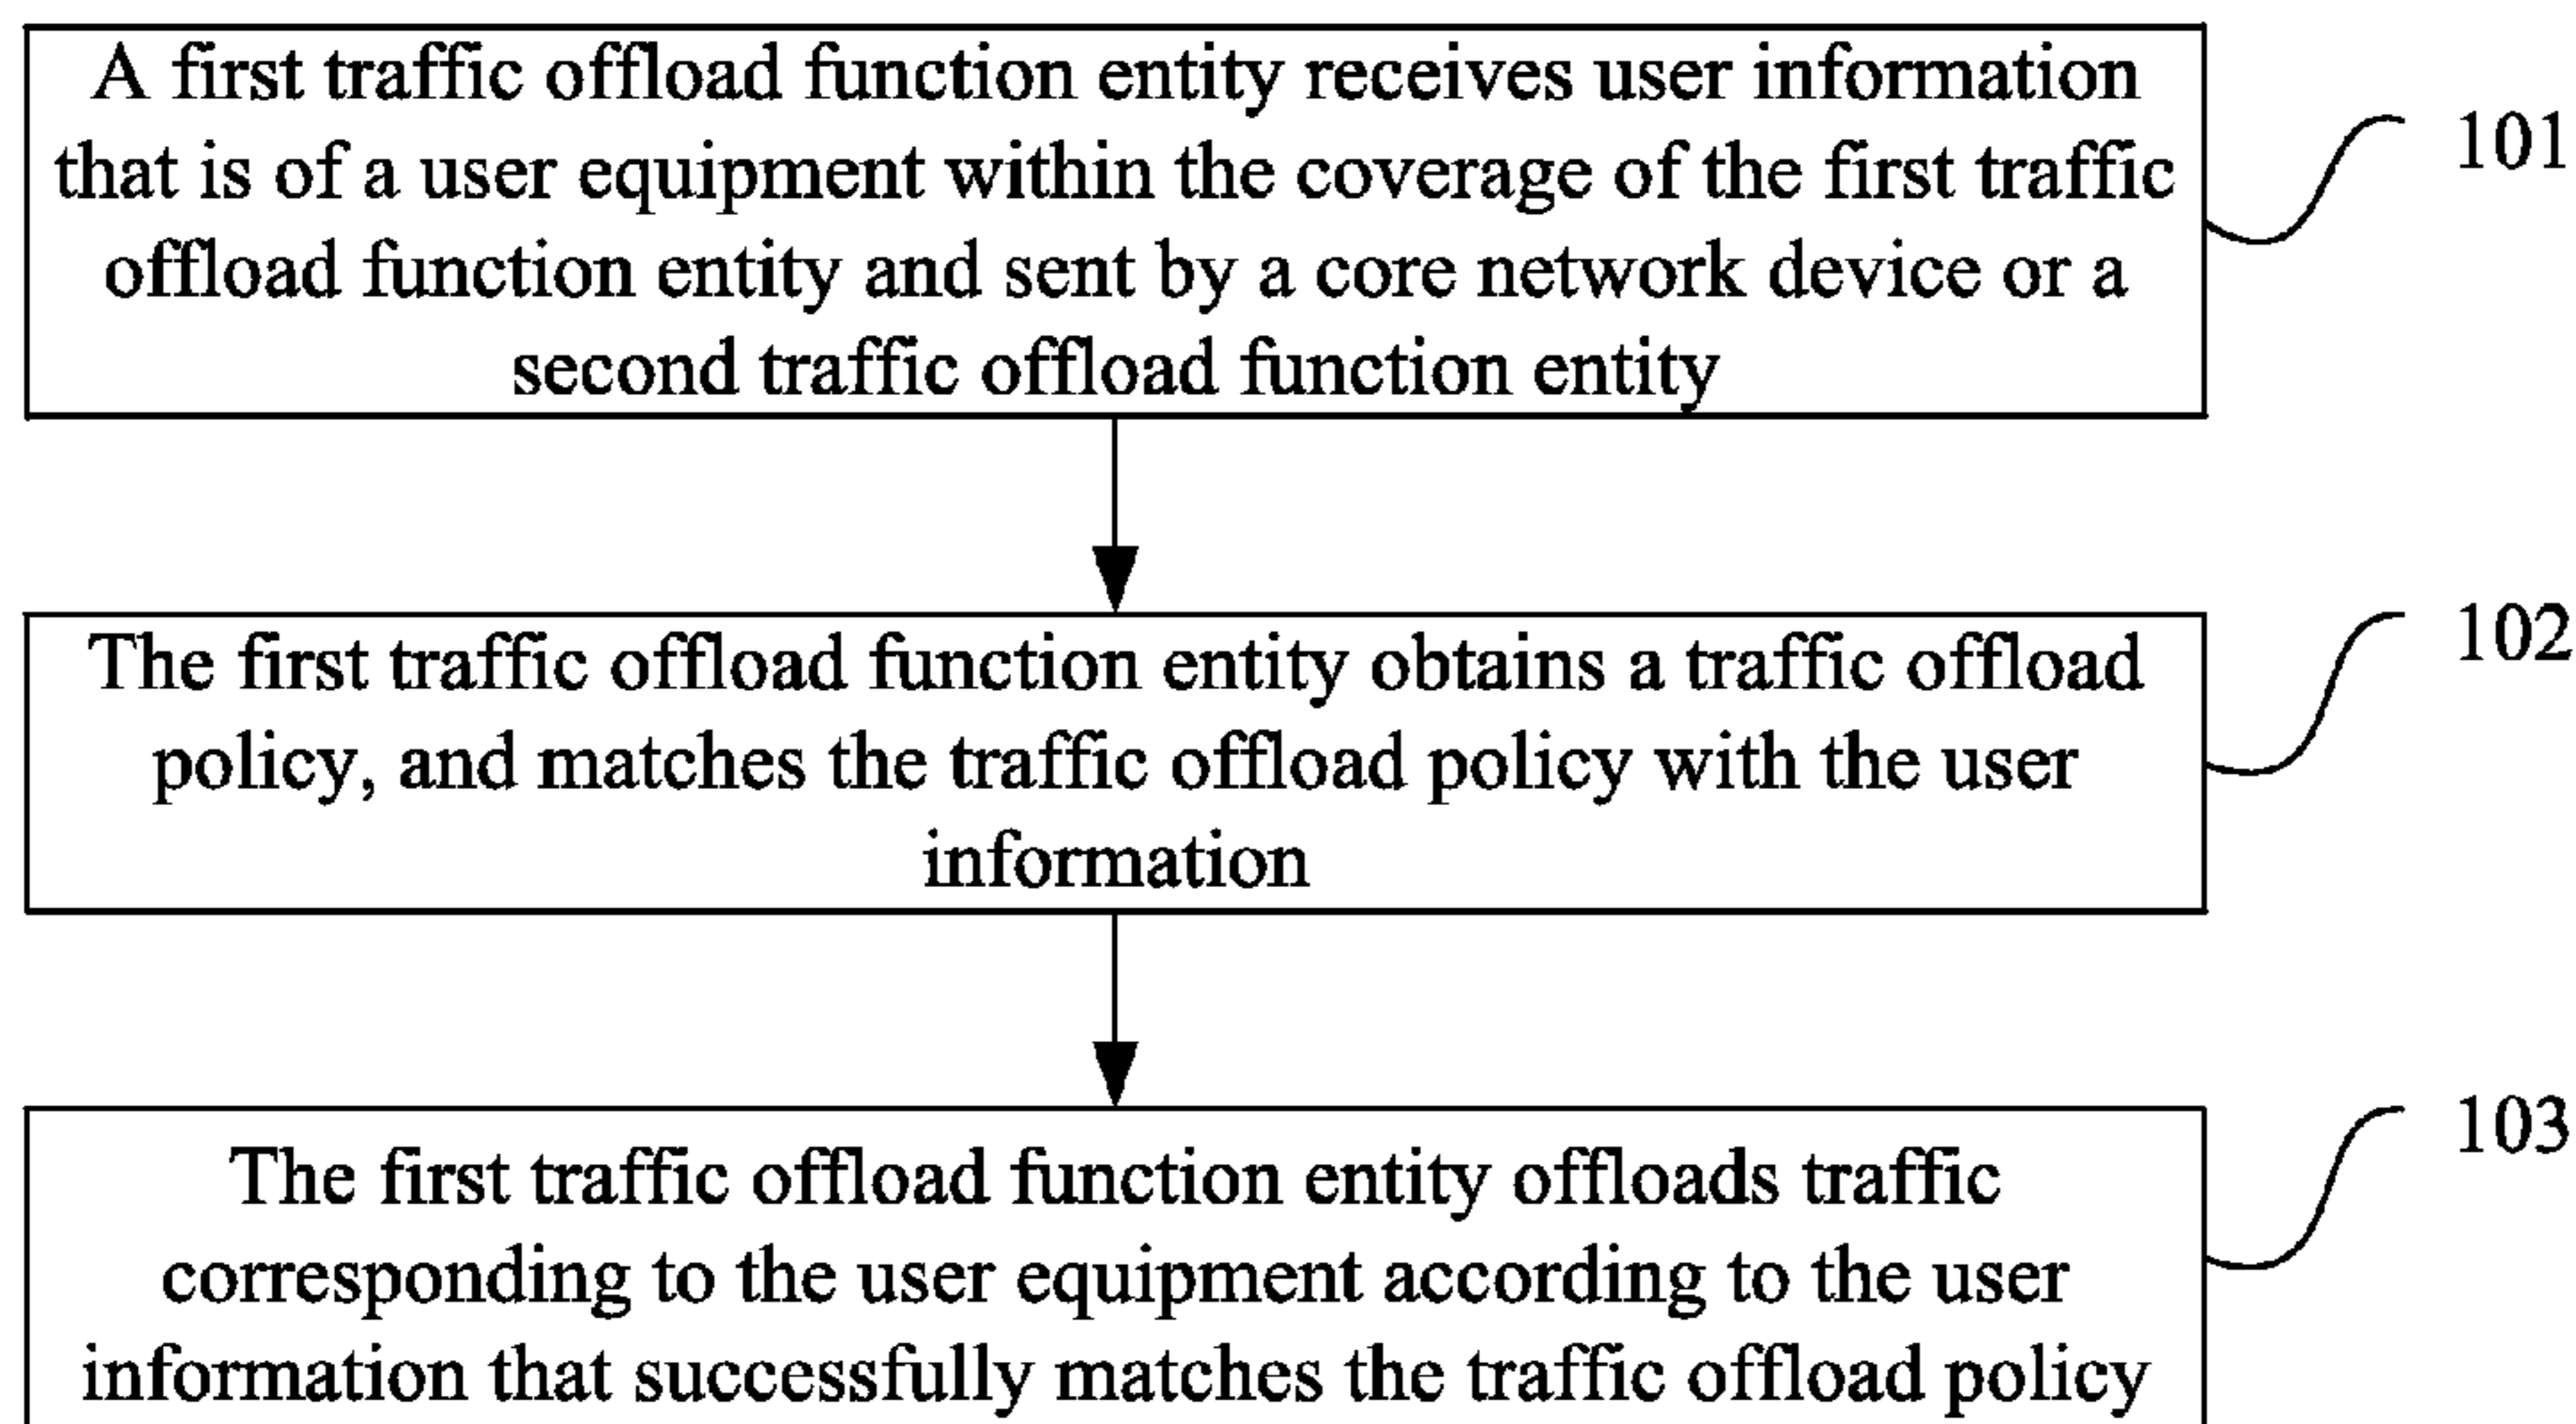 A first traffic offload function entity receives user information
that is of a user equipment within the coverage of the first traffic
offload function entity and sent by a core network device or a
second traffic offload function entity
101
The first traffic offload function entity obtains a traffic offload
policy, and matches the traffic offload policy with the user
information
102
The first traffic offload function entity offloads traffic
corresponding to the user equipment according to the user
information that successfully matches the traffic offload policy
103